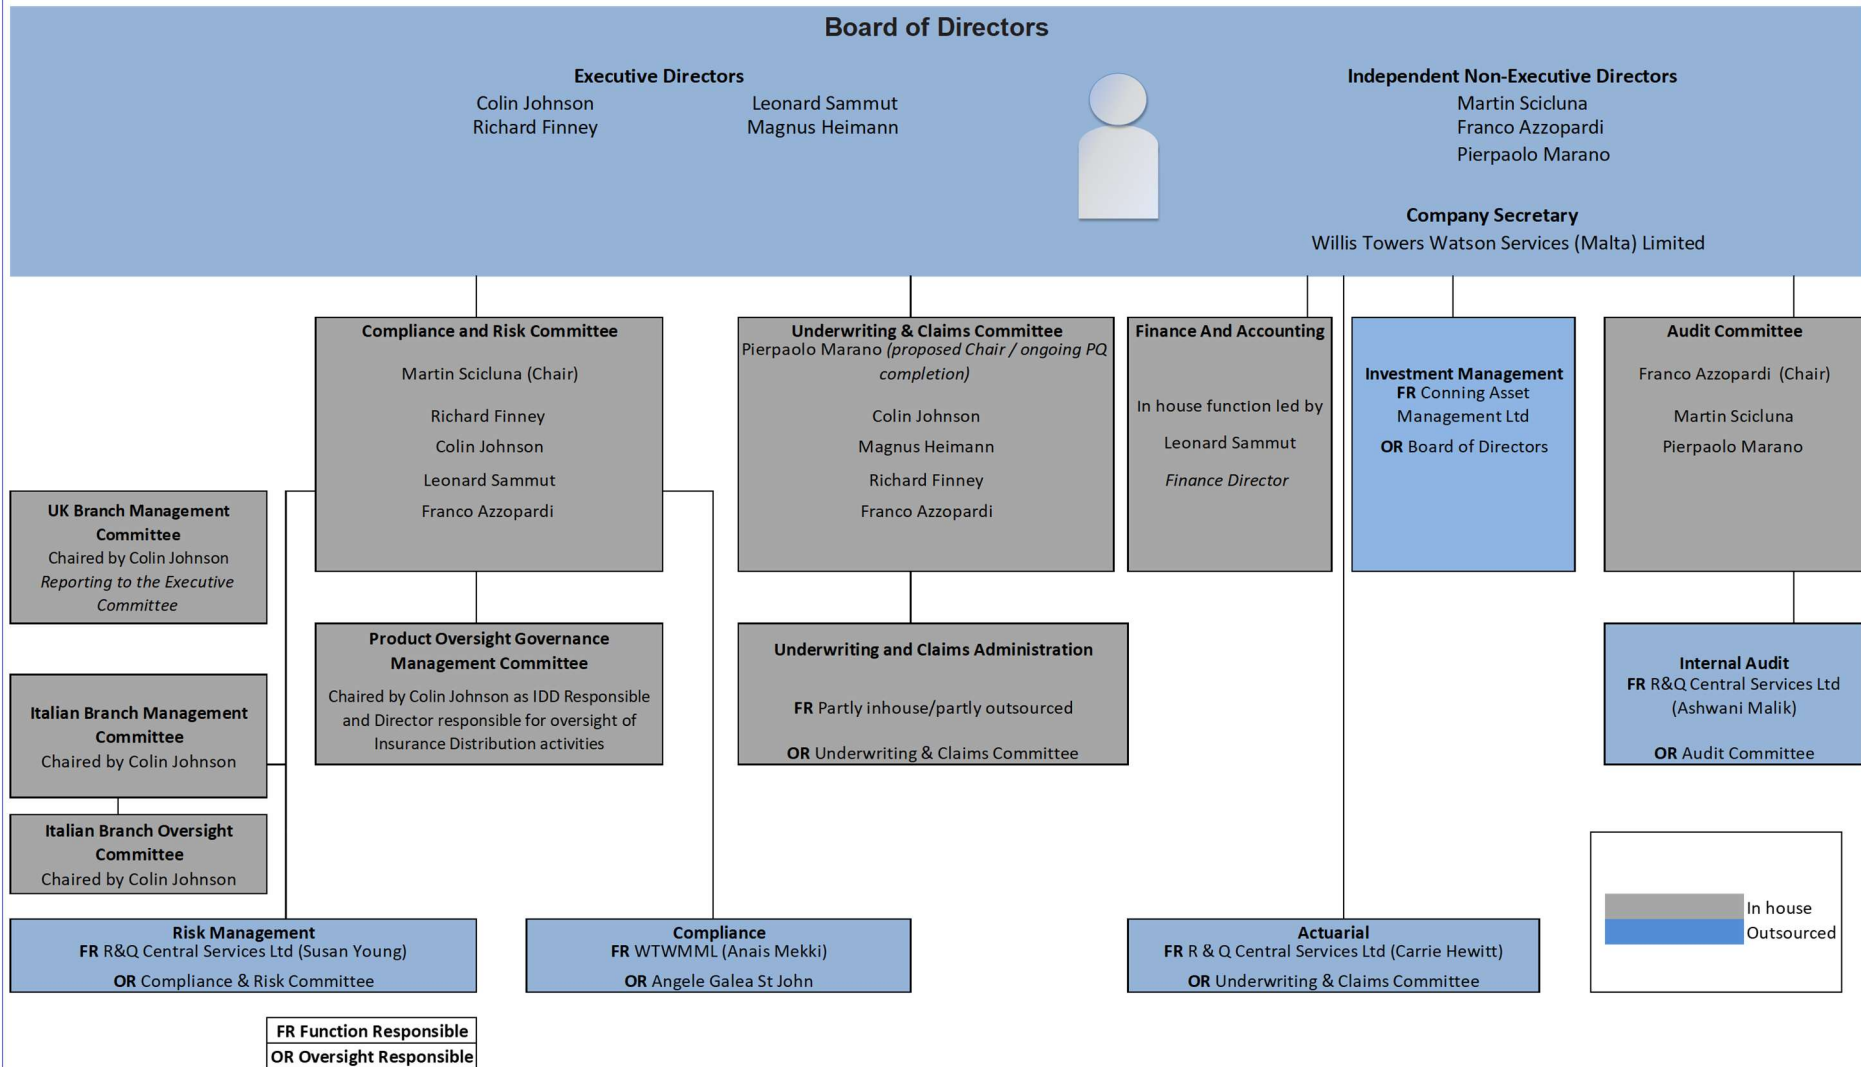 Board of Directors
Executive Directors
Colin Johnson
Richard Finney
Leonard Sammut
Magnus Heimann
Independent Non-Executive Directors
Martin Scicluna
Franco Azzopardi
Pierpaolo Marano
Company Secretary
Willis Towers Watson Services (Malta) Limited
Compliance and Risk Committee
Martin Scicluna (Chair)
Richard Finney
Colin Johnson
Leonard Sammut
Franco Azzopardi
Underwriting & Claims Committee
Pierpaolo Marano (proposed Chair / ongoing PQ
completion)
Colin Johnson
Magnus Heimann
Richard Finney
Franco Azzopardi
Finance And Accounting
In house function led by
Leonard Sammut
Finance Director
Investment Management
FR Conning Asset
Management Ltd
OR Board of Directors
Audit Committee
Franco Azzopardi (Chair)
Martin Scicluna
Pierpaolo Marano
UK Branch Management
Committee
Chaired by Colin Johnson
Reporting to the Executive
Committee
Product Oversight Governance
Management Committee
Chaired by Colin Johnson as IDD Responsible
and Director responsible for oversight of
Insurance Distribution activities
Underwriting and Claims Administration
FR Partly inhouse/partly outsourced
OR Underwriting & Claims Committee
Internal Audit
FR R&Q Central Services Ltd
(Ashwani Malik)
OR Audit Committee
Italian Branch Management
Committee
Chaired by Colin Johnson
Italian Branch Oversight
Committee
Chaired by Colin Johnson
In house
Outsourced
Risk Management
FR R&Q Central Services Ltd (Susan Young)
OR Compliance & Risk Committee
Compliance
FR WTWMML (Anais Mekki)
OR Angele Galea St John
Actuarial
FR R & Q Central Services Ltd (Carrie Hewitt)
OR Underwriting & Claims Committee
FR Function Responsible
OR Oversight Responsible